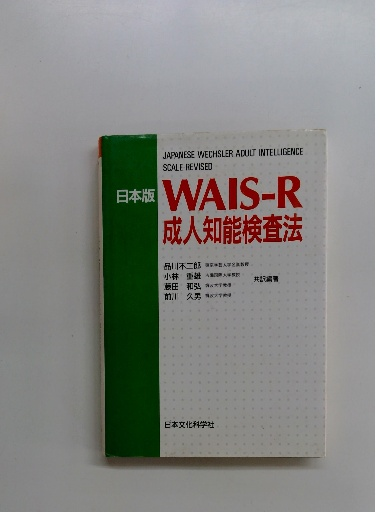 JAPANESE WECHSLER ADULT INTELLIGENCE
SCALE-REVISED
日本版 WAIS-R
成人知能検査法
品川不二郎
小林 重雄
藤田 和弘
前川 久男
共訳編著
日本文化科学社